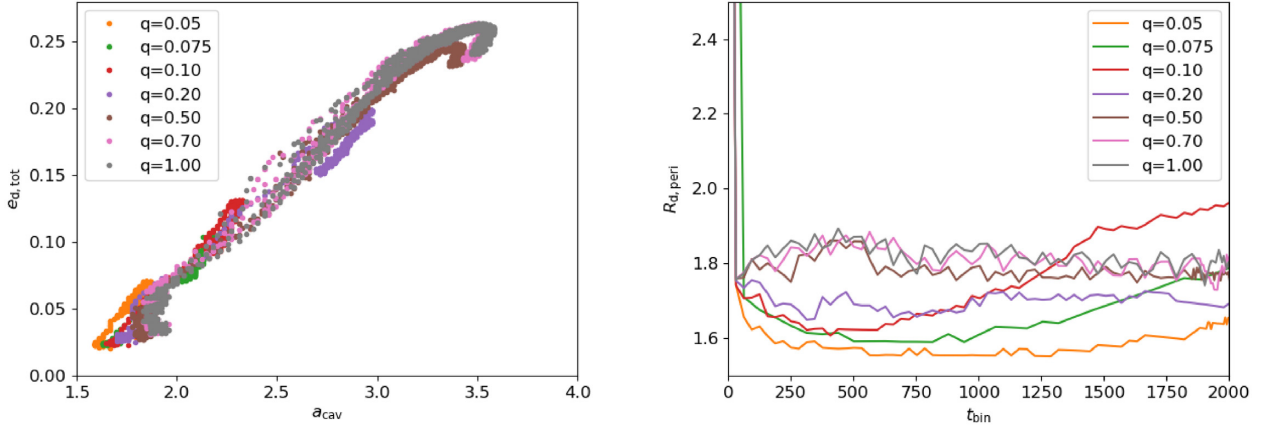 0.25
0.20
0.15
0.10
0.05
0.00
e_d,tot
q=0.05
q=0.075
q=0.10
q=0.20
q=0.50
q=0.70
q=1.00
1.5 2.0 2.5 3.0 3.5 4.0
a_cav
2.4
2.2
2.0
1.8
1.6
R_d,peri
q=0.05
q=0.075
q=0.10
q=0.20
q=0.50
q=0.70
q=1.00
0 250 500 750 1000 1250 1500 1750 2000
t_bin